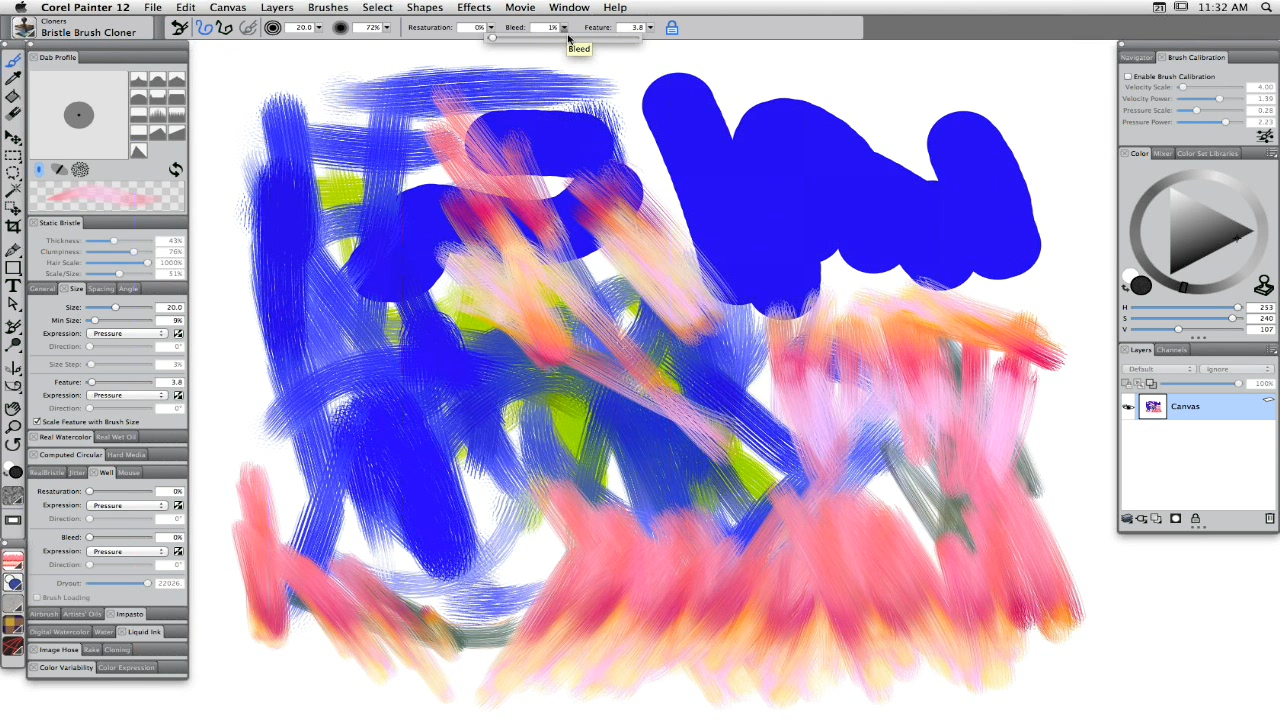 Corel Painter 12 File Edit Canvas Layers Brushes Select Shapes Effects Movie Window Help 11:32 AM
Cloners
Bristle Brush Cloner
20.0 72% Resaturation: 0% Bleed: 1% Feature: 3.8
Bleed
Dab Profile
Static Bristle
Thickness: 43%
Clumpiness: 76%
Hair Scale: 1000%
Scale/Size: 51%
General Size Spacing Angle
Size: 20.0
Min Size: 9%
Expression: Pressure
Direction: 0°
Size Step: 3%
Feature: 3.8
Expression: Pressure
Direction: 0°
Scale Feature with Brush Size
Real Watercolor Real Wet Oil
Computed Circular Hard Media
RealBristle Jitter Well Mouse
Resaturation: 0%
Expression: Pressure
Direction: 0°
Bleed: 0%
Expression: Pressure
Direction: 0°
Dryout: 22026.
Brush Loading
Airbrush Artists' Oils Impasto
Digital Watercolor Water Liquid Ink
Image Hose Rake Cloning
Color Variability Color Expression
Navigator Brush Calibration
Enable Brush Calibration
Velocity Scale: 4.00
Velocity Power: 1.39
Pressure Scale: 0.28
Pressure Power: 2.23
Color Mixer Color Set Libraries
H 253
S 240
V 107
Layers Channels
Default Ignore
100%
Canvas